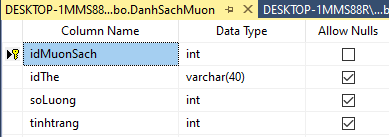 DESKTOP-1MMS88...bo.DanhSachMuon DESKTOP-1MMS88R\...b
Column Name Data Type Allow Nulls
idMuonSach int
idThe varchar(40)
soLuong int
tinhtrang int